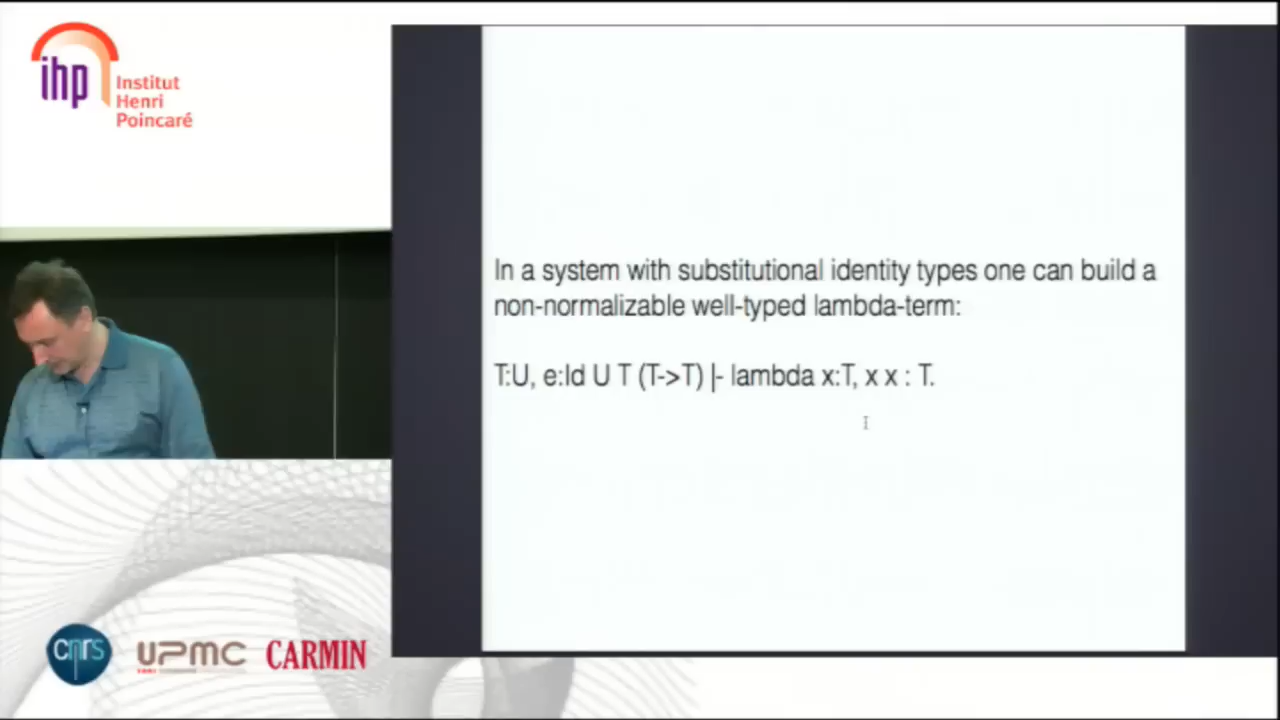 ihp
Institut
Henri
Poincaré
In a system with substitutional identity types one can build a
non-normalizable well-typed lambda-term:
T:U, e:Id U T (T->T) |- lambda x:T, x x : T.
cnrs
UPMC
CARMIN